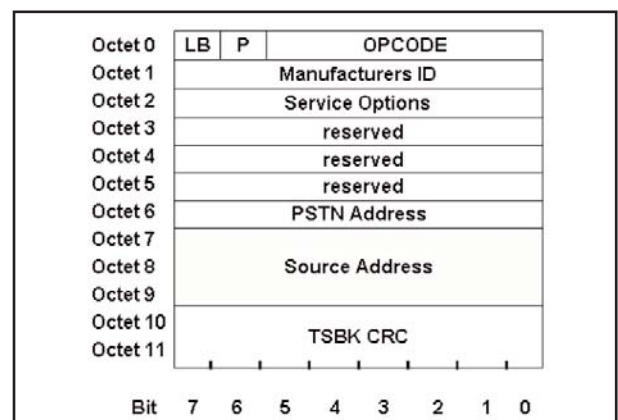 Octet 0 LB P OPCODE
Octet 1 Manufacturers ID
Octet 2 Service Options
Octet 3 reserved
Octet 4 reserved
Octet 5 reserved
Octet 6 PSTN Address
Octet 7
Octet 8 Source Address
Octet 9
Octet 10
TSBK CRC
Octet 11
Bit 7 6 5 4 3 2 1 0